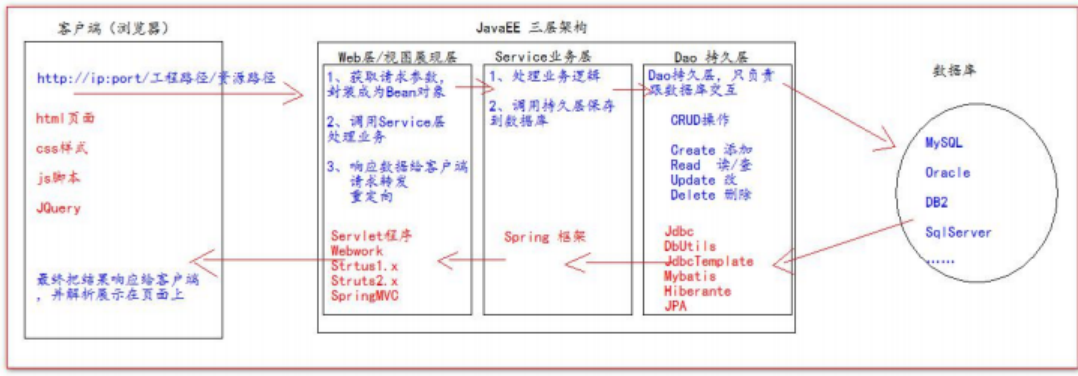 客户端（浏览器）
http://ip:port/工程路径/资源路径
html页面
css样式
js脚本
JQuery
最终把结果响应给客户端
，并解析展示在页面上
JavaEE 三层架构
Web层/视图展现层
1、获取请求参数，
封装成为Bean对象
2、调用Service层
处理业务
3、响应数据给客户端
请求转发
重定向
Servlet程序
Webwork
Strtus1.x
Struts2.x
SpringMVC
Service业务层
1、处理业务逻辑
2、调用持久层保存
到数据库
Spring 框架
Dao 持久层
Dao持久层，只负责
跟数据库交互
CRUD操作
Create 添加
Read 读/查
Update 改
Delete 删除
Jdbc
DbUtils
JdbcTemplate
Mybatis
Hiberante
JPA
数据库
MySQL
Oracle
DB2
SqlServer
……